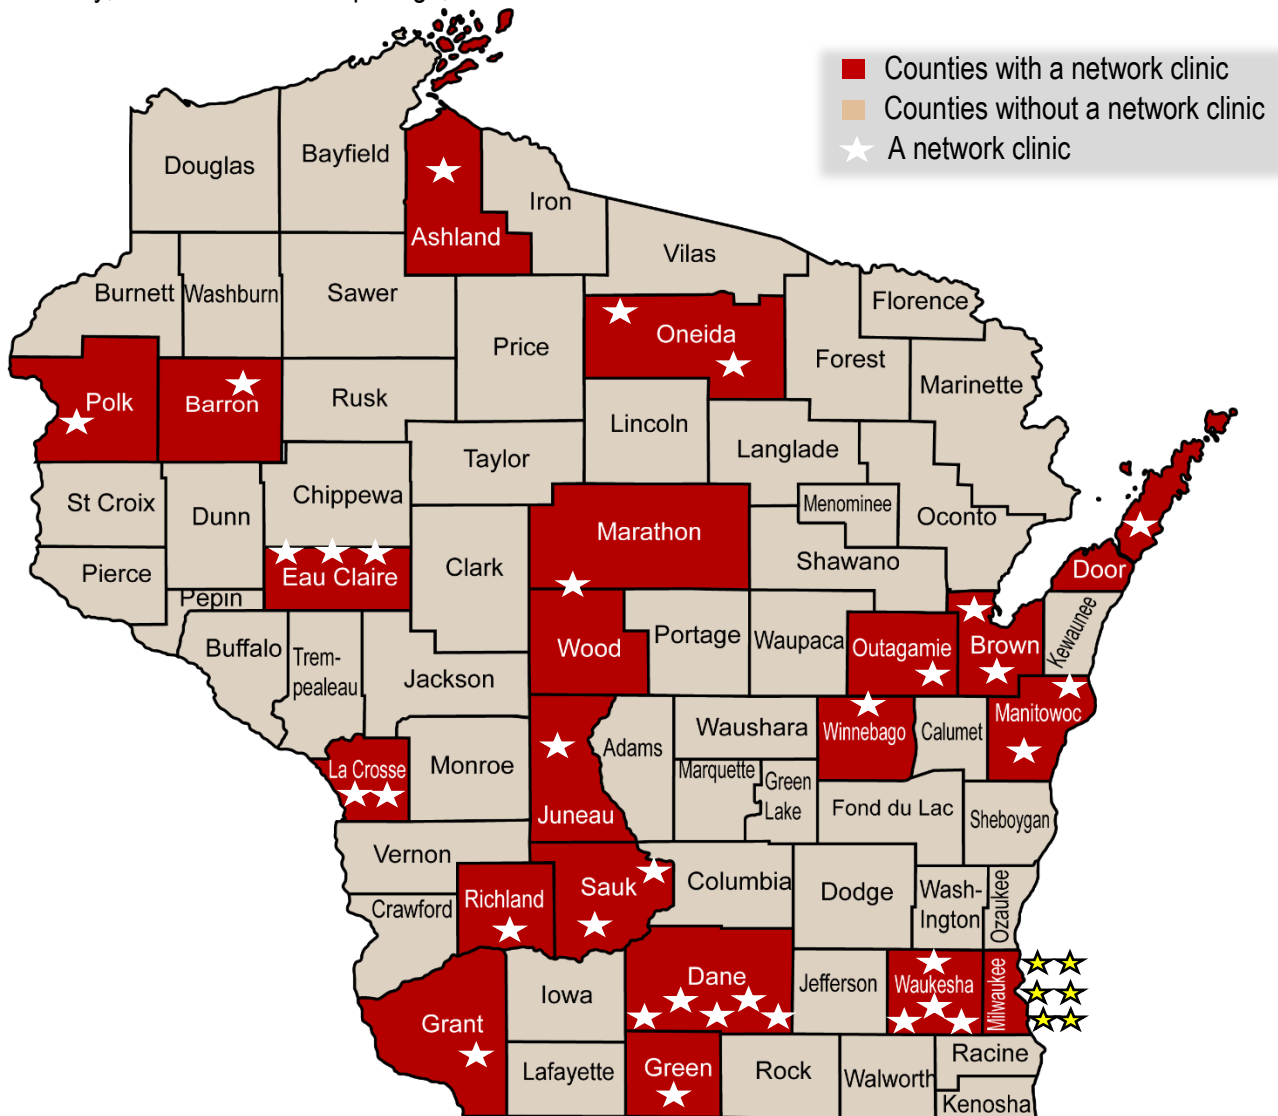 Counties with a network clinic
Counties without a network clinic
A network clinic
Douglas
Bayfield
Iron
Ashland
Vilas
Burnett
Washburn
Sawer
Florence
Oneida
Price
Forest
Marinette
Polk
Barron
Rusk
Lincoln
Langlade
Taylor
St Croix
Dunn
Chippewa
Menominee
Oconto
Marathon
Shawano
Clark
Pierce
Eau Claire
Door
Pepin
Kewaunee
Buffalo
Trem-
pealeau
Wood
Portage
Waupaca
Outagamie
Brown
Jackson
Manitowoc
Waushara
Winnebago
Calumet
Adams
Monroe
La Crosse
Marquette
Green
Lake
Juneau
Fond du Lac
Sheboygan
Vernon
Richland
Sauk
Columbia
Dodge
Wash-
Ington
Ozaukee
Crawford
Dane
Iowa
Jefferson
Waukesha
Milwaukee
Grant
Lafayette
Green
Rock
Walworth
Racine
Kenosha